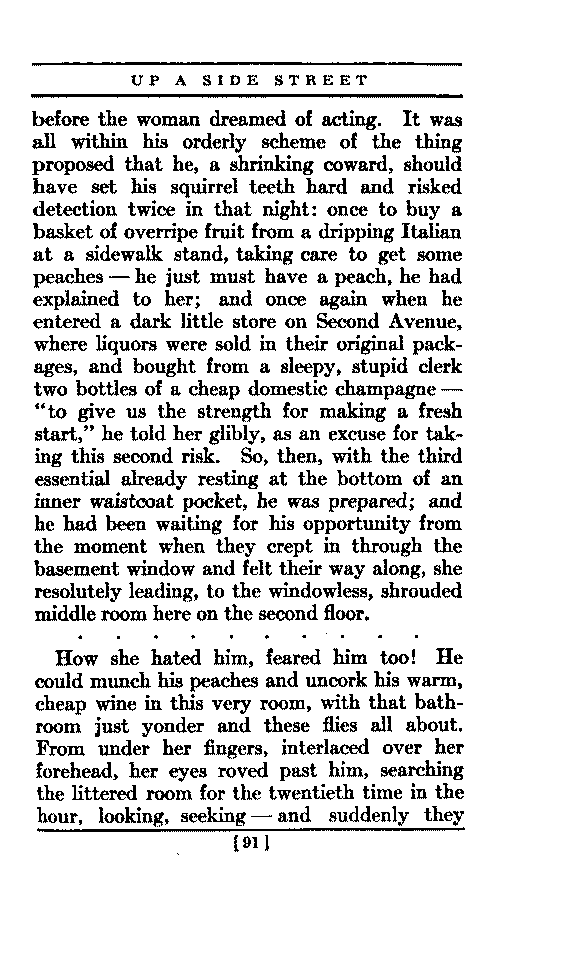 UP A SIDE STREET
before the woman dreamed of acting. It was
all within his orderly scheme of the thing
proposed that he, a shrinking coward, should
have set his squirrel teeth hard and risked
detection twice in that night: once to buy a
basket of overripe fruit from a dripping Italian
at a sidewalk stand, taking care to get some
peaches — he just must have a peach, he had
explained to her; and once again when he
entered a dark little store on Second Avenue,
where liquors were sold in their original pack-
ages, and bought from a sleepy, stupid clerk
two bottles of a cheap domestic champagne —
“to give us the strength for making a fresh
start,” he told her glibly, as an excuse for tak-
ing this second risk. So, then, with the third
essential already resting at the bottom of an
inner waistcoat pocket, he was prepared; and
he had been waiting for his opportunity from
the moment when they crept in through the
basement window and felt their way along, she
resolutely leading, to the windowless, shrouded
middle room here on the second floor.
. . . . . . . . . .
How she hated him, feared him too! He
could munch his peaches and uncork his warm,
cheap wine in this very room, with that bath-
room just yonder and these flies all about.
From under her fingers, interlaced over her
forehead, her eyes roved past him, searching
the littered room for the twentieth time in the
hour, looking, seeking — and suddenly they
[91]